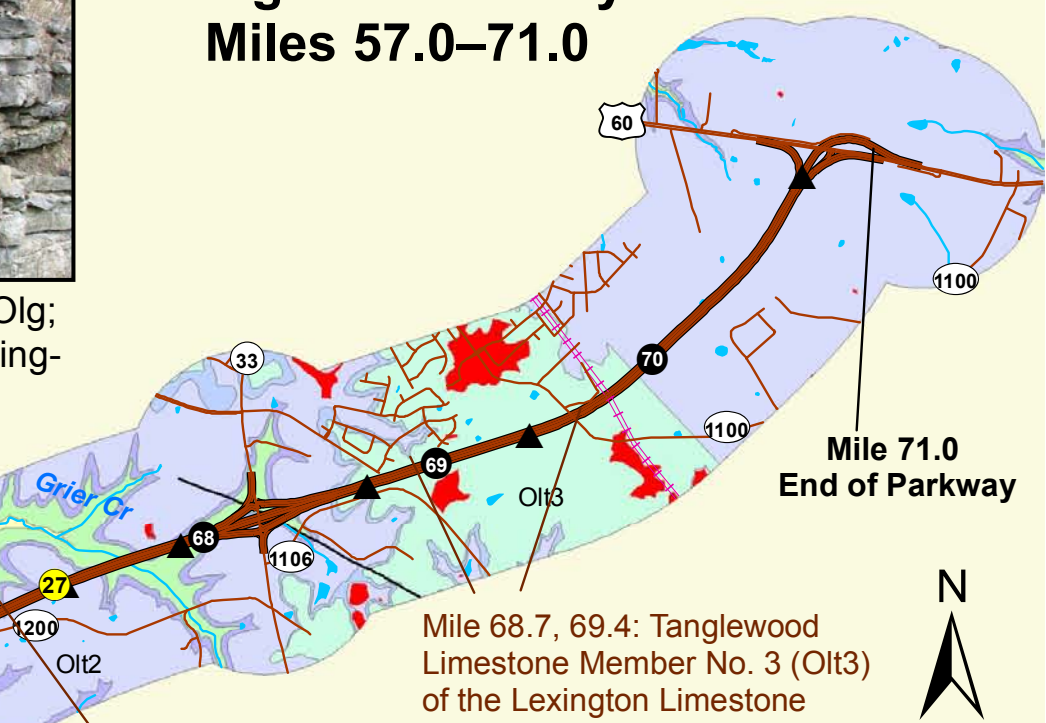 Miles 57.0–71.0
60
Olg;
ing-
1100
33
70
1100
Mile 71.0
End of Parkway
69
Olt3
Grier Cr
68
1106
27
1200
Olt2
Mile 68.7, 69.4: Tanglewood
Limestone Member No. 3 (Olt3)
of the Lexington Limestone
N